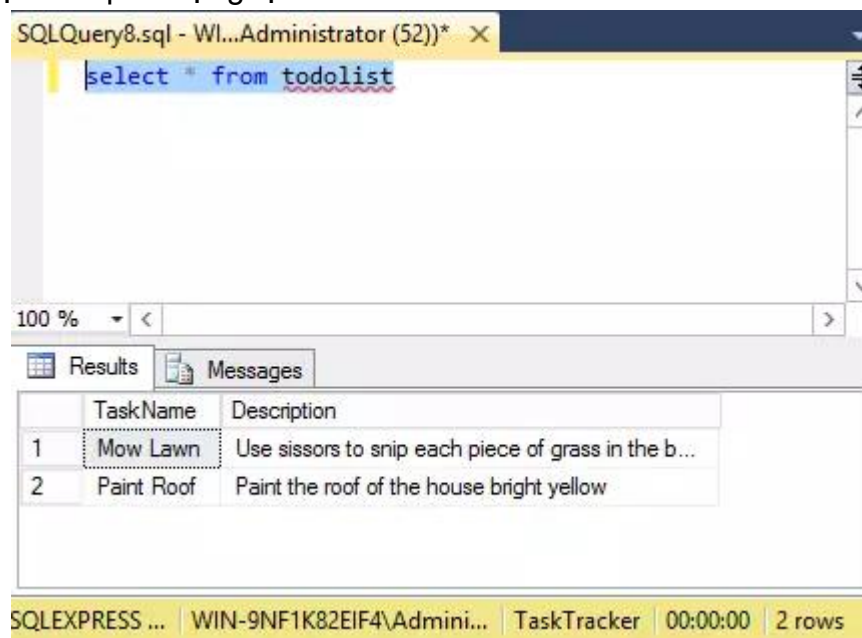 SQLQuery8.sql - WI...Administrator (52))* ×
select * from todolist
100 %
Results Messages
TaskName Description
1 Mow Lawn Use sissors to snip each piece of grass in the b...
2 Paint Roof Paint the roof of the house bright yellow
SQLEXPRESS ... WIN-9NF1K82EIF4\Admini... TaskTracker 00:00:00 2 rows